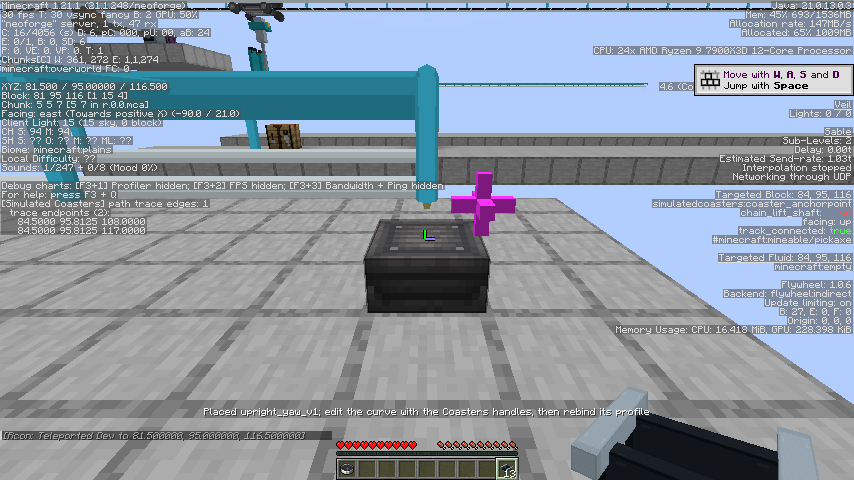 Minecraft 1.21.1 (21.1.248/neoforge)
30 fps T: 30 vsync fancy B: 2 GPU: 50%
"neoforge" server, 1 tx, 47 rx
C: 16/4056 (s) D: 6, pC: 000, pU: 00, aB: 24
E: 0/1, B: 0, SD: 6
P: 0. VE: 0. VP: 0. T: 1
Chunks[C] W: 361, 272 E: 1,1,274
minecraft:overworld FC: 0
XYZ: 81.500 / 95.00000 / 116.500
Block: 81 95 116 [1 15 4]
Chunk: 5 5 7 [5 7 in r.0.0.mca]
Facing: east (Towards positive X) (-90.0 / 21.0)
Client Light: 15 (15 sky, 0 block)
CH S: 94 M: 94
SH S: ?? O: ?? M: ?? ML: ??
Biome: minecraft:plains
Local Difficulty: ??
Sounds: 1/247 + 0/8 (Mood 0%)
Debug charts: [F3+1] Profiler hidden; [F3+2] FPS hidden; [F3+3] Bandwidth + Ping hidden
For help: press F3 + Q
[Simulated Coasters] path trace edges: 1
trace endpoints (2):
84.5000 95.8125 108.0000
84.5000 95.8125 117.0000
Java: 21.0.13.0.3
Mem: 45% 693/1536MB
Allocation rate: 147MB/s
Allocated: 65% 1009MB
CPU: 24x AMD Ryzen 9 7900X3D 12-Core Processor
4.6 (Co
Move with W, A, S and D
Jump with Space
Veil
Lights: 0 / 0
Sable
Sub-Levels: 2
Delay: 0.00t
Estimated Send-rate: 1.03t
Interpolation stopped
Networking through UDP
Targeted Block: 84, 95, 116
simulatedcoasters:coaster_anchorpoint
chain_lift_shaft:
facing: up
track_connected: true
#minecraft:mineable/pickaxe
Targeted Fluid: 84, 95, 116
minecraft:empty
Flywheel: 1.0.6
Backend: flywheel:indirect
Update limiting: on
B: 27, E: 0, F: 0
Origin: 0, 0, 0
Memory Usage: CPU: 16.418 MiB, GPU: 228.398 KiB
Placed upright_yaw_v1; edit the curve with the Coasters handles, then rebind its profile
[Rcon: Teleported Dev to 81.500000, 95.000000, 116.500000]
13